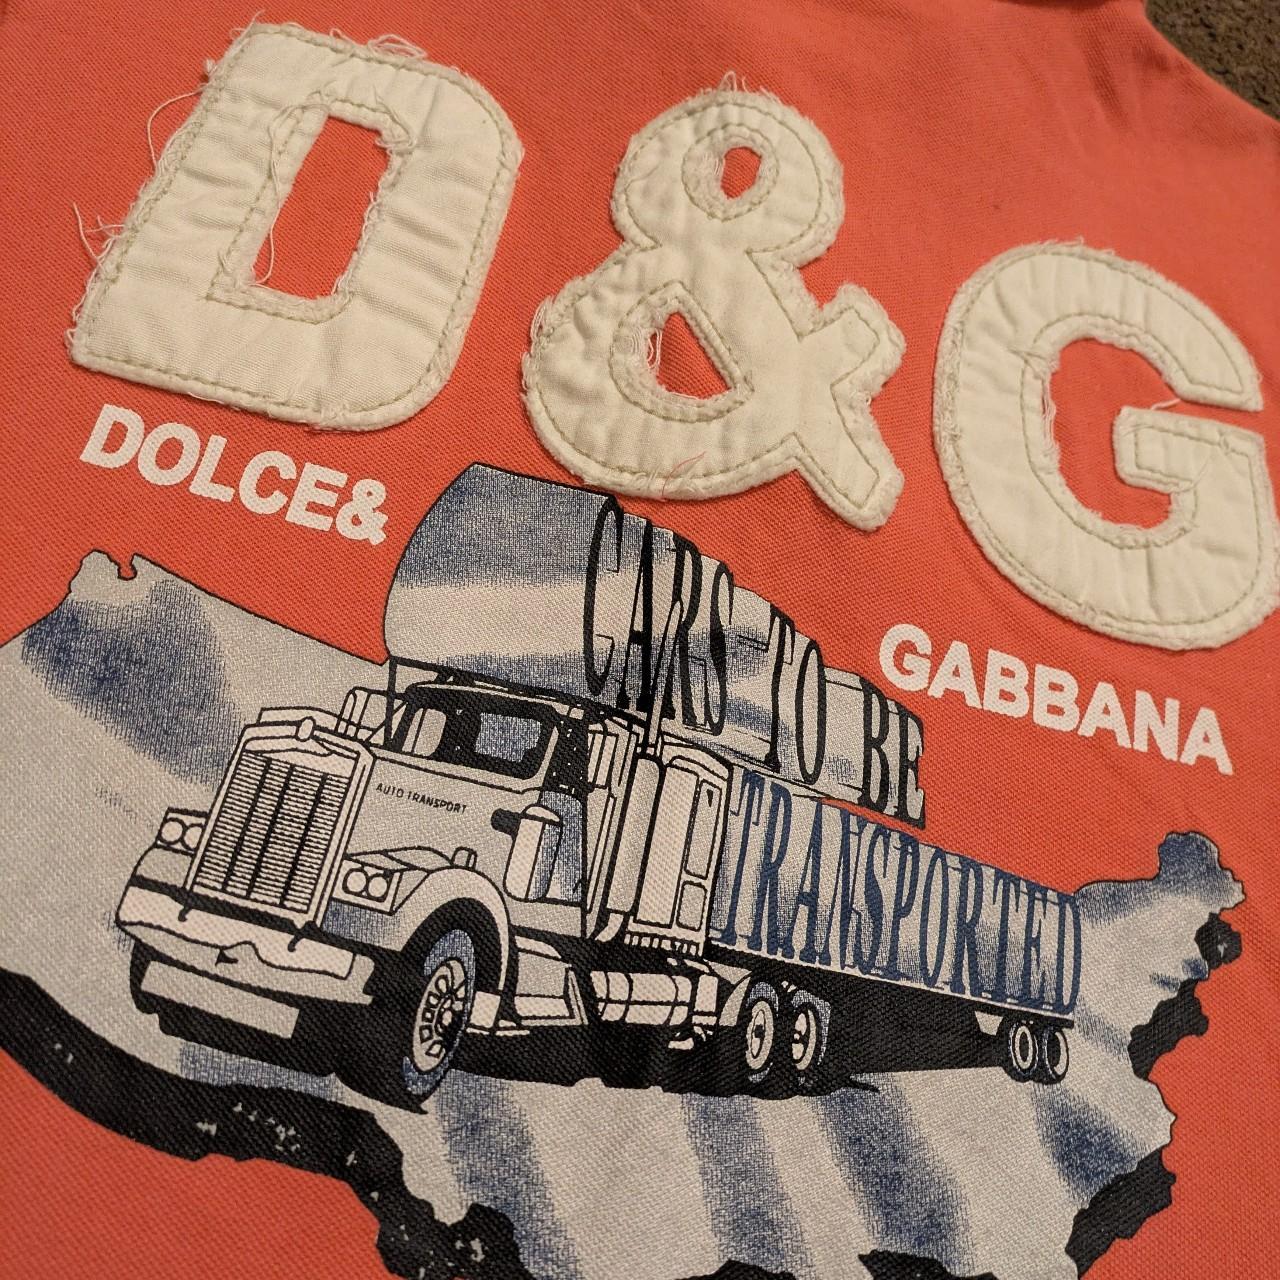 D&G
DOLCE& GABBANA
CARS TO BE
TRANSPORTED
AUTO TRANSPORT